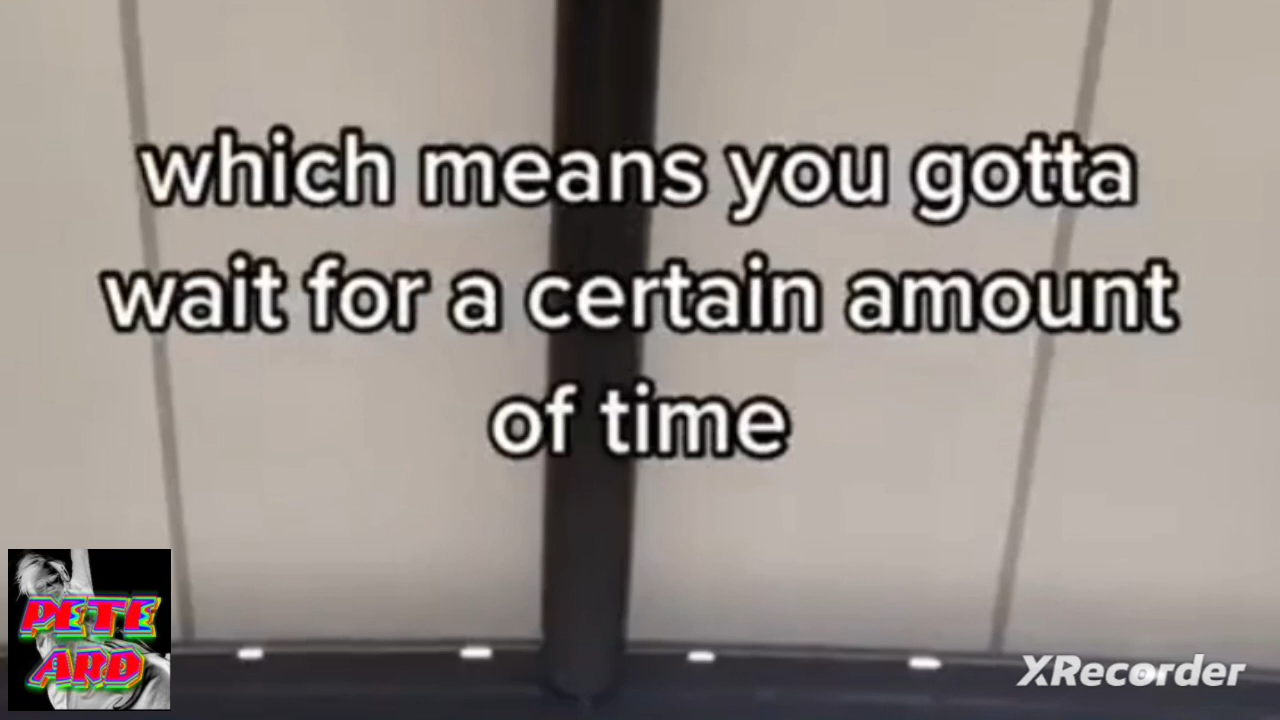 which means you gotta
wait for a certain amount
of time
PETE
ARD
XRecorder